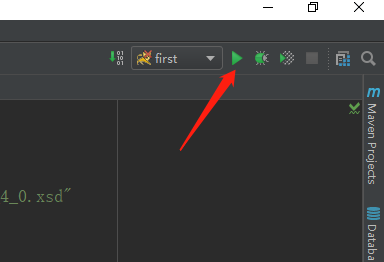 first
4_0.xsd"
m
Maven Projects
Databa